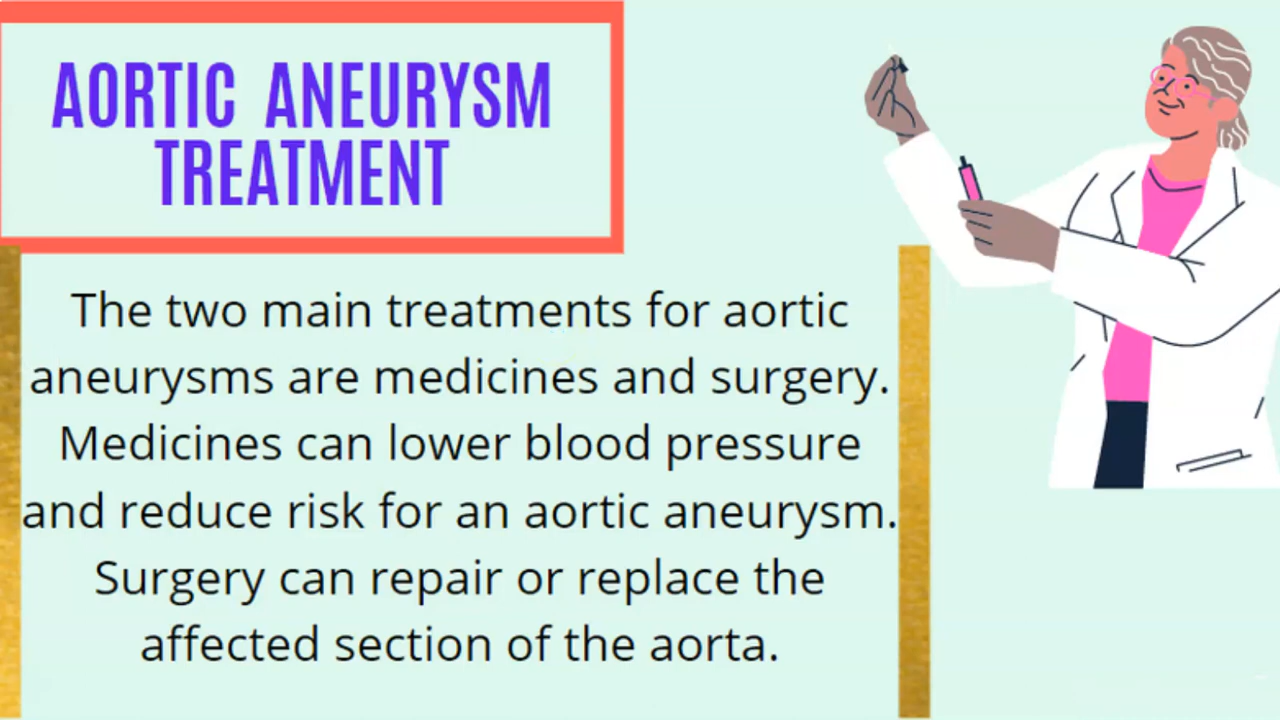 AORTIC ANEURYSM
TREATMENT
The two main treatments for aortic
aneurysms are medicines and surgery.
Medicines can lower blood pressure
and reduce risk for an aortic aneurysm.
Surgery can repair or replace the
affected section of the aorta.